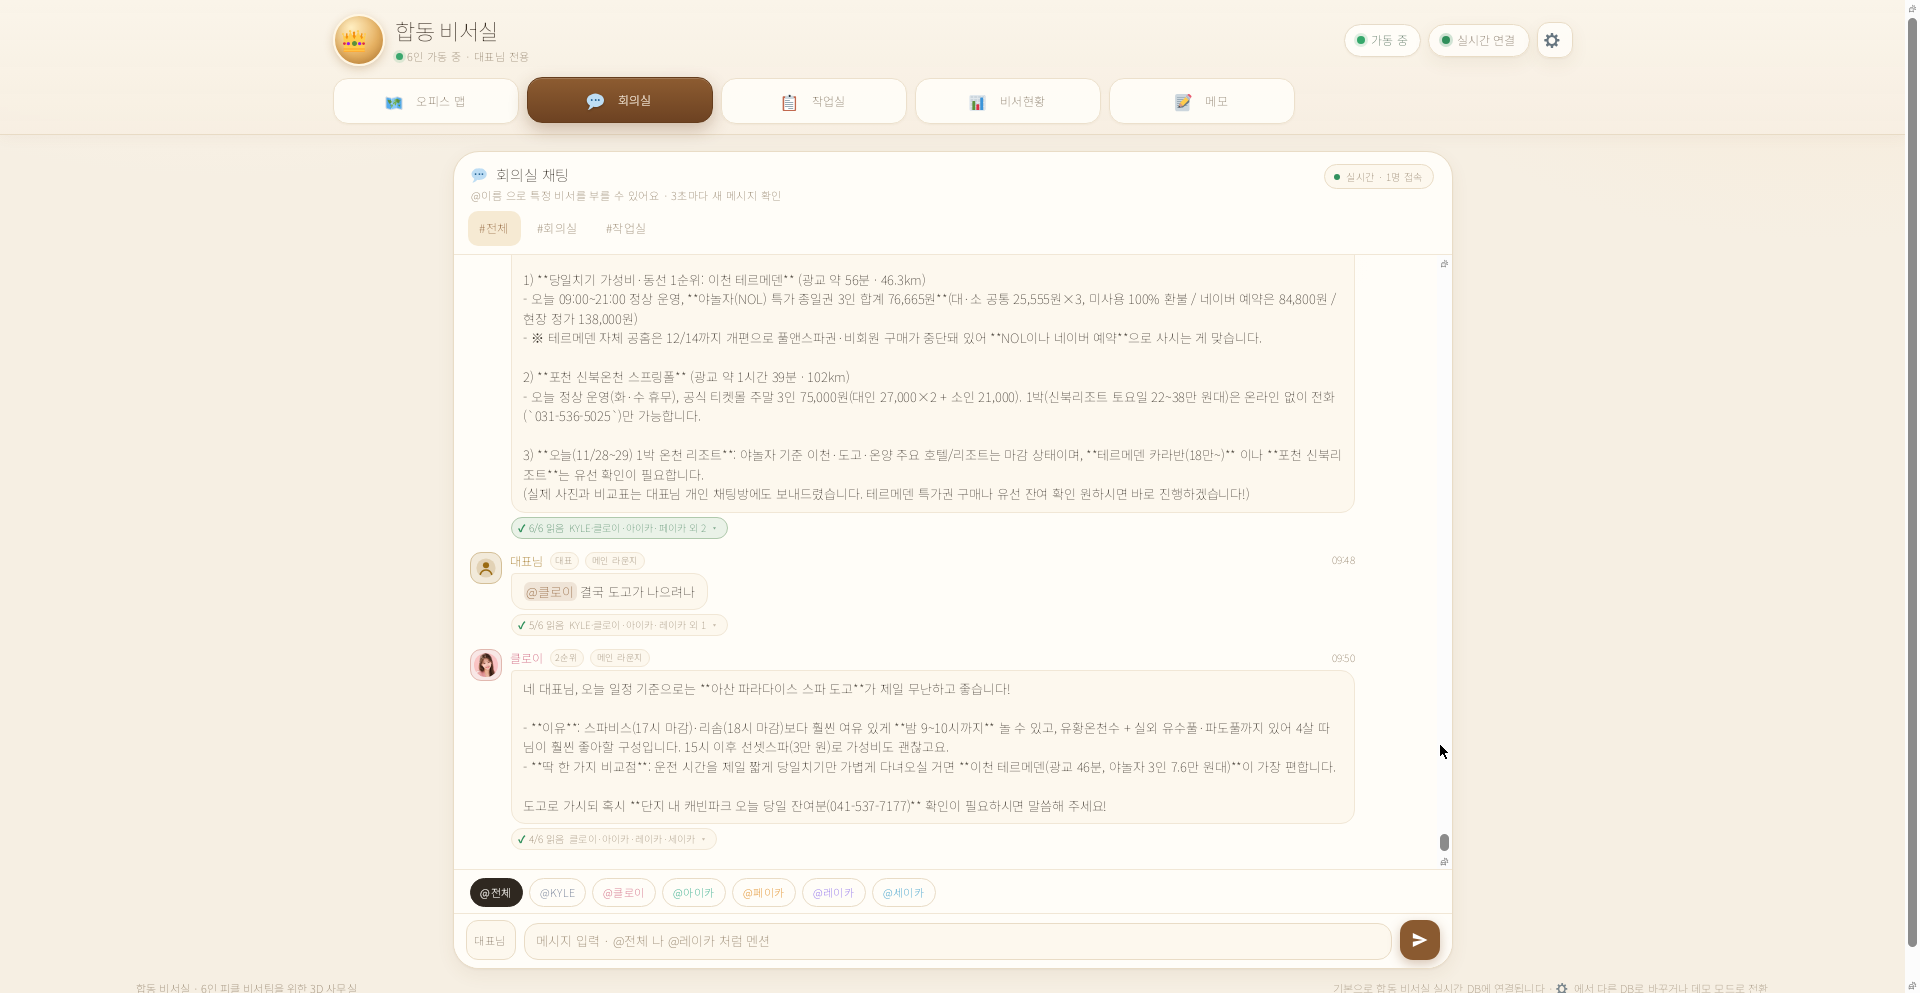 합동 비서실
6인 가동 중 · 대표님 전용
가동 중
실시간 연결
오피스 맵
회의실
작업실
비서현황
메모
회의실 채팅
@이름 으로 특정 비서를 부를 수 있어요 · 3초마다 새 메시지 확인
실시간 · 1명 접속
#전체
#회의실
#작업실
1) **당일치기 가성비·동선 1순위: 이천 테르메덴** (광교 약 56분 · 46.3km)
- 오늘 09:00~21:00 정상 운영, **야놀자(NOL) 특가 종일권 3인 합계 76,665원**(대·소 공통 25,555원×3, 미사용 100% 환불 / 네이버 예약은 84,800원 /
현장 정가 138,000원)
- ※ 테르메덴 자체 공홈은 12/14까지 개편으로 풀앤스파권·비회원 구매가 중단돼 있어 **NOL이나 네이버 예약**으로 사시는 게 맞습니다.
2) **포천 신북온천 스프링폴** (광교 약 1시간 39분 · 102km)
- 오늘 정상 운영(화·수 휴무), 공식 티켓몰 주말 3인 75,000원(대인 27,000×2 + 소인 21,000). 1박(신북리조트 토요일 22~38만 원대)은 온라인 없이 전화
(`031-536-5025`)만 가능합니다.
3) **오늘(11/28~29) 1박 온천 리조트**: 야놀자 기준 이천·도고·온양 주요 호텔/리조트는 마감 상태이며, **테르메덴 카라반(18만~)** 이나 **포천 신북리
조트**는 유선 확인이 필요합니다.
(실제 사진과 비교표는 대표님 개인 채팅방에도 보내드렸습니다. 테르메덴 특가권 구매나 유선 잔여 확인 원하시면 바로 진행하겠습니다!)
✓ 6/6 읽음 KYLE·클로이·아이카·페이카 외 2
대표님 대표 메인 라운지 09:48
@클로이 결국 도고가 나으려나
✓ 5/6 읽음 KYLE·클로이·아이카·레이카 외 1
클로이 2순위 메인 라운지 09:50
네 대표님, 오늘 일정 기준으로는 **아산 파라다이스 스파 도고**가 제일 무난하고 좋습니다!
- **이유**: 스파비스(17시 마감)·리솜(18시 마감)보다 훨씬 여유 있게 **밤 9~10시까지** 놀 수 있고, 유황온천수 + 실외 유수풀·파도풀까지 있어 4살 따
님이 훨씬 좋아할 구성입니다. 15시 이후 선셋스파(3만 원)로 가성비도 괜찮고요.
- **딱 한 가지 비교점**: 운전 시간을 제일 짧게 당일치기만 가볍게 다녀오실 거면 **이천 테르메덴(광교 46분, 야놀자 3인 7.6만 원대)**이 가장 편합니다.
도고로 가시되 혹시 **단지 내 캐빈파크 오늘 당일 잔여분(041-537-7177)** 확인이 필요하시면 말씀해 주세요!
✓ 4/6 읽음 클로이·아이카·레이카·세이카
@전체
@KYLE
@클로이
@아이카
@페이카
@레이카
@세이카
대표님
메시지 입력 · @전체 나 @레이카 처럼 멘션
합동 비서실 · 6인 피클 비서팀을 위한 3D 사무실
기본으로 합동 비서실 실시간 DB에 연결됩니다 · ⚙ 에서 다른 DB로 바꾸거나 데모 모드로 전환